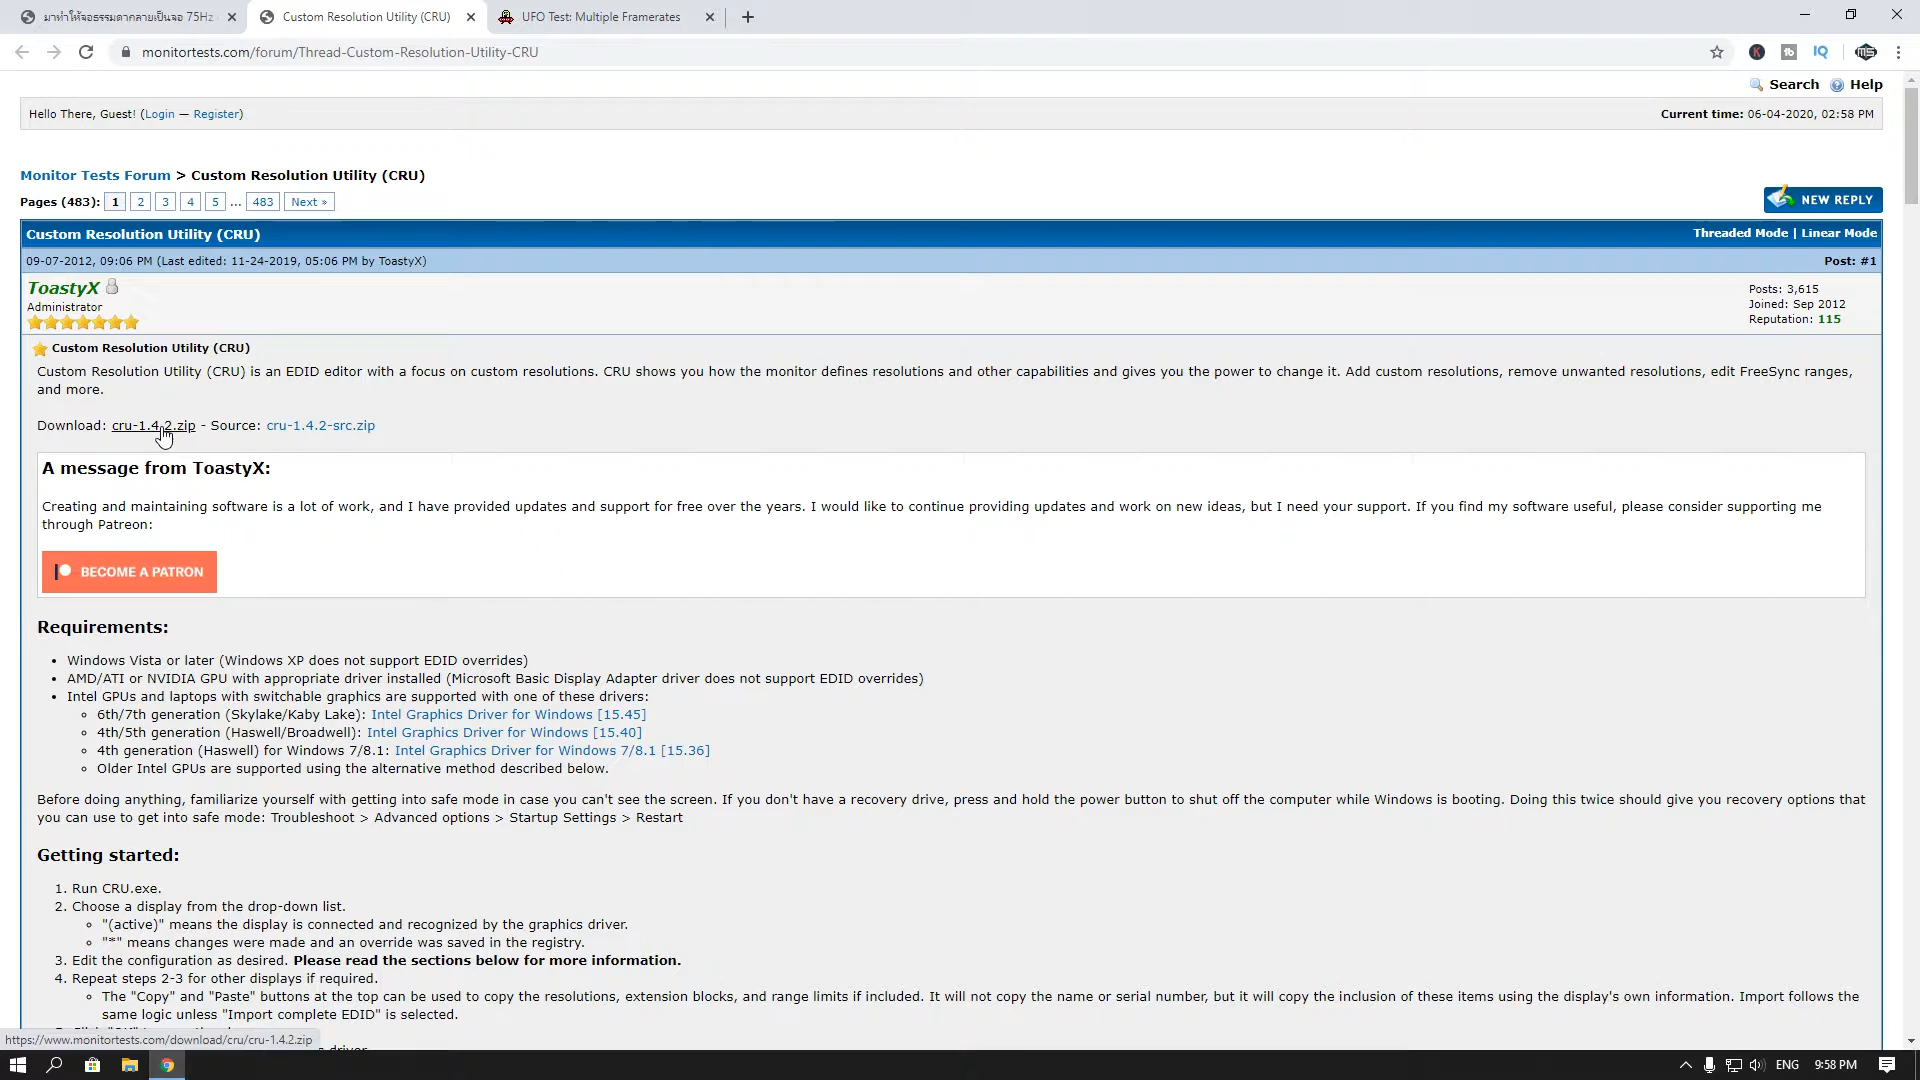 มาทำให้จอธรรมดากลายเป็นจอ 75Hz
Custom Resolution Utility (CRU)
UFO Test: Multiple Framerates
monitortests.com/forum/Thread-Custom-Resolution-Utility-CRU
Search Help
Hello There, Guest! (Login — Register)
Current time: 06-04-2020, 02:58 PM
Monitor Tests Forum > Custom Resolution Utility (CRU)
Pages (483): 1 2 3 4 5 ... 483 Next »
NEW REPLY
Custom Resolution Utility (CRU)
Threaded Mode | Linear Mode
09-07-2012, 09:06 PM (Last edited: 11-24-2019, 05:06 PM by ToastyX)
Post: #1
ToastyX
Administrator
Posts: 3,615
Joined: Sep 2012
Reputation: 115
Custom Resolution Utility (CRU)
Custom Resolution Utility (CRU) is an EDID editor with a focus on custom resolutions. CRU shows you how the monitor defines resolutions and other capabilities and gives you the power to change it. Add custom resolutions, remove unwanted resolutions, edit FreeSync ranges,
and more.
Download: cru-1.4.2.zip - Source: cru-1.4.2-src.zip
A message from ToastyX:
Creating and maintaining software is a lot of work, and I have provided updates and support for free over the years. I would like to continue providing updates and work on new ideas, but I need your support. If you find my software useful, please consider supporting me
through Patreon:
BECOME A PATRON
Requirements:
• Windows Vista or later (Windows XP does not support EDID overrides)
• AMD/ATI or NVIDIA GPU with appropriate driver installed (Microsoft Basic Display Adapter driver does not support EDID overrides)
• Intel GPUs and laptops with switchable graphics are supported with one of these drivers:
◦ 6th/7th generation (Skylake/Kaby Lake): Intel Graphics Driver for Windows [15.45]
◦ 4th/5th generation (Haswell/Broadwell): Intel Graphics Driver for Windows [15.40]
◦ 4th generation (Haswell) for Windows 7/8.1: Intel Graphics Driver for Windows 7/8.1 [15.36]
◦ Older Intel GPUs are supported using the alternative method described below.
Before doing anything, familiarize yourself with getting into safe mode in case you can't see the screen. If you don't have a recovery drive, press and hold the power button to shut off the computer while Windows is booting. Doing this twice should give you recovery options that
you can use to get into safe mode: Troubleshoot > Advanced options > Startup Settings > Restart
Getting started:
1. Run CRU.exe.
2. Choose a display from the drop-down list.
◦ "(active)" means the display is connected and recognized by the graphics driver.
◦ "*" means changes were made and an override was saved in the registry.
3. Edit the configuration as desired. Please read the sections below for more information.
4. Repeat steps 2-3 for other displays if required.
◦ The "Copy" and "Paste" buttons at the top can be used to copy the resolutions, extension blocks, and range limits if included. It will not copy the name or serial number, but it will copy the inclusion of these items using the display's own information. Import follows the
same logic unless "Import complete EDID" is selected.
https://www.monitortests.com/download/cru/cru-1.4.2.zip
ENG 9:58 PM